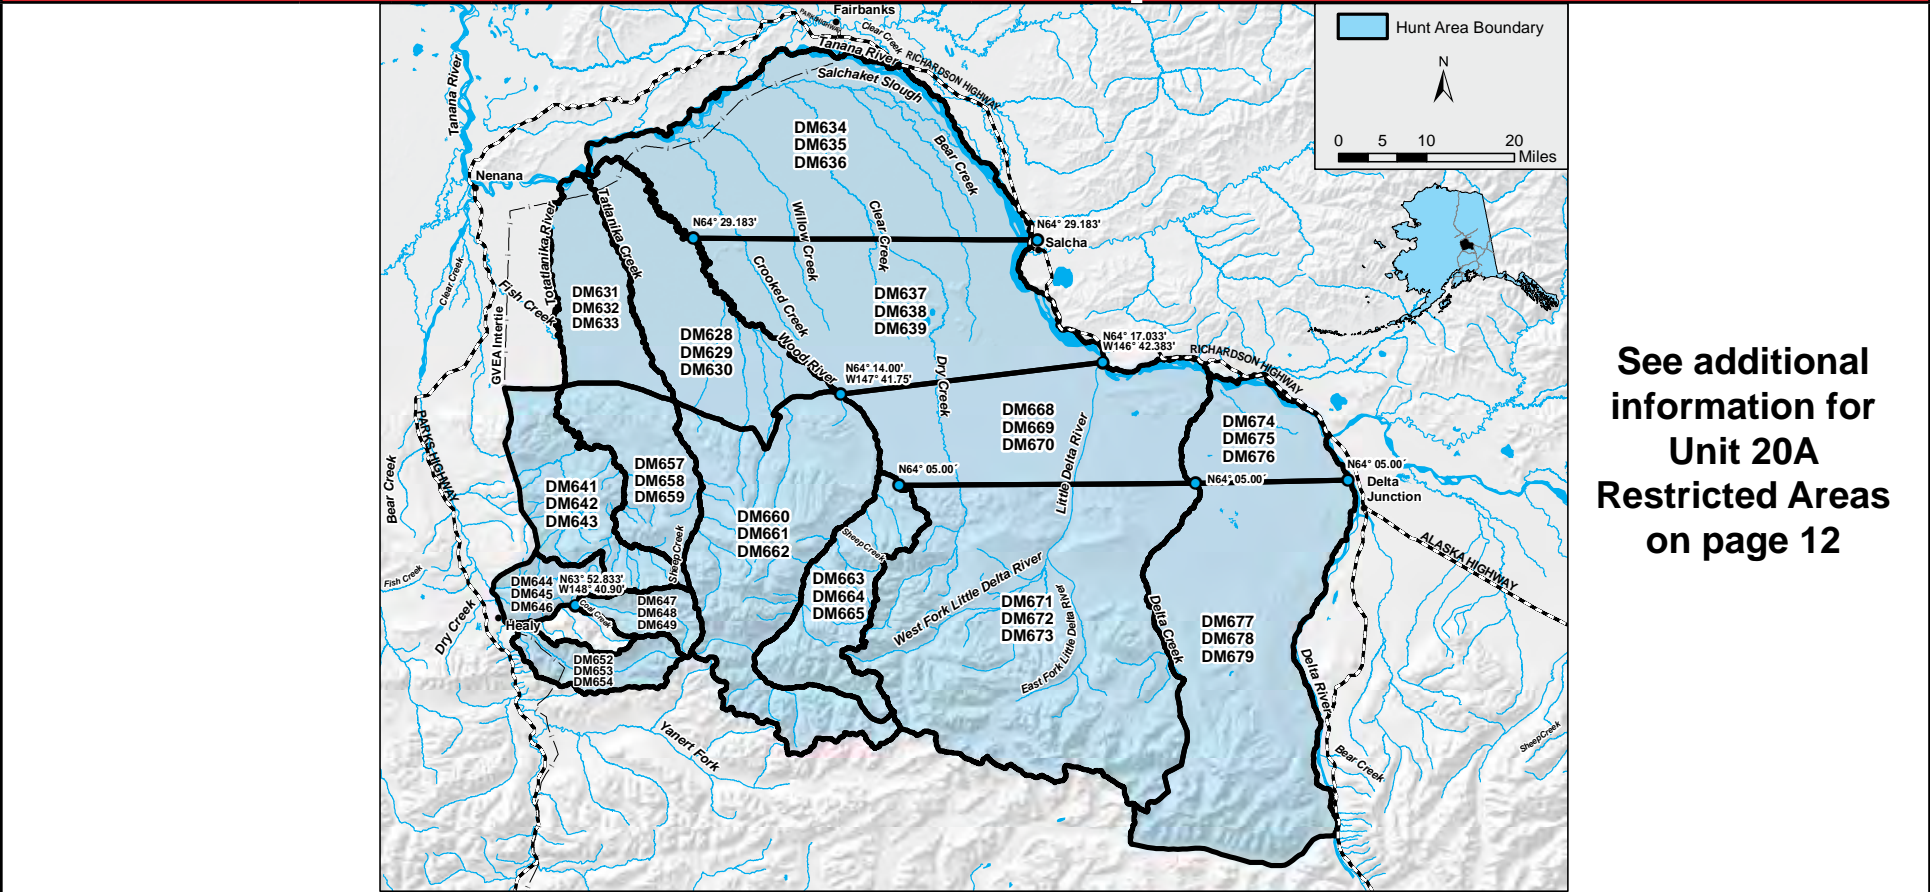 Fairbanks
PARKS HIGHWAY
Clear Creek
Tanana River
RICHARDSON HIGHWAY
Salchaket Slough
Tanana River
Hunt Area Boundary
N
0 5 10 20
Miles
DM634
DM635
DM636
Bear Creek
Nenana
Totatlanika River
Tatlanika Creek
N64° 29.183'
Willow Creek
Clear Creek
N64° 29.183'
Salcha
Clear Creek
Fish Creek
GVEA Intertie
DM631
DM632
DM633
DM628
DM629
DM630
Crooked Creek
Wood River
DM637
DM638
DM639
Dry Creek
N64° 17.033'
W146° 42.383'
RICHARDSON HIGHWAY
N64° 14.00'
W147° 41.75'
See additional
information for
Unit 20A
Restricted Areas
on page 12
PARKS HIGHWAY
Bear Creek
DM668
DM669
DM670
Little Delta River
DM674
DM675
DM676
N64° 05.00'
N64° 05.00'
N64° 05.00'
Delta
Junction
DM641
DM642
DM643
DM657
DM658
DM659
Sheep Creek
DM660
DM661
DM662
Sheep Creek
DM663
DM664
DM665
West Fork Little Delta River
East Fork Little Delta River
DM671
DM672
DM673
Delta Creek
DM677
DM678
DM679
Delta River
ALASKA HIGHWAY
Fish Creek
Dry Creek
DM644
DM645
DM646
N63° 52.833'
W148° 40.90'
Coal Creek
DM647
DM648
DM649
Healy
DM652
DM653
DM654
Yanert Fork
Bear Creek
Sheep Creek